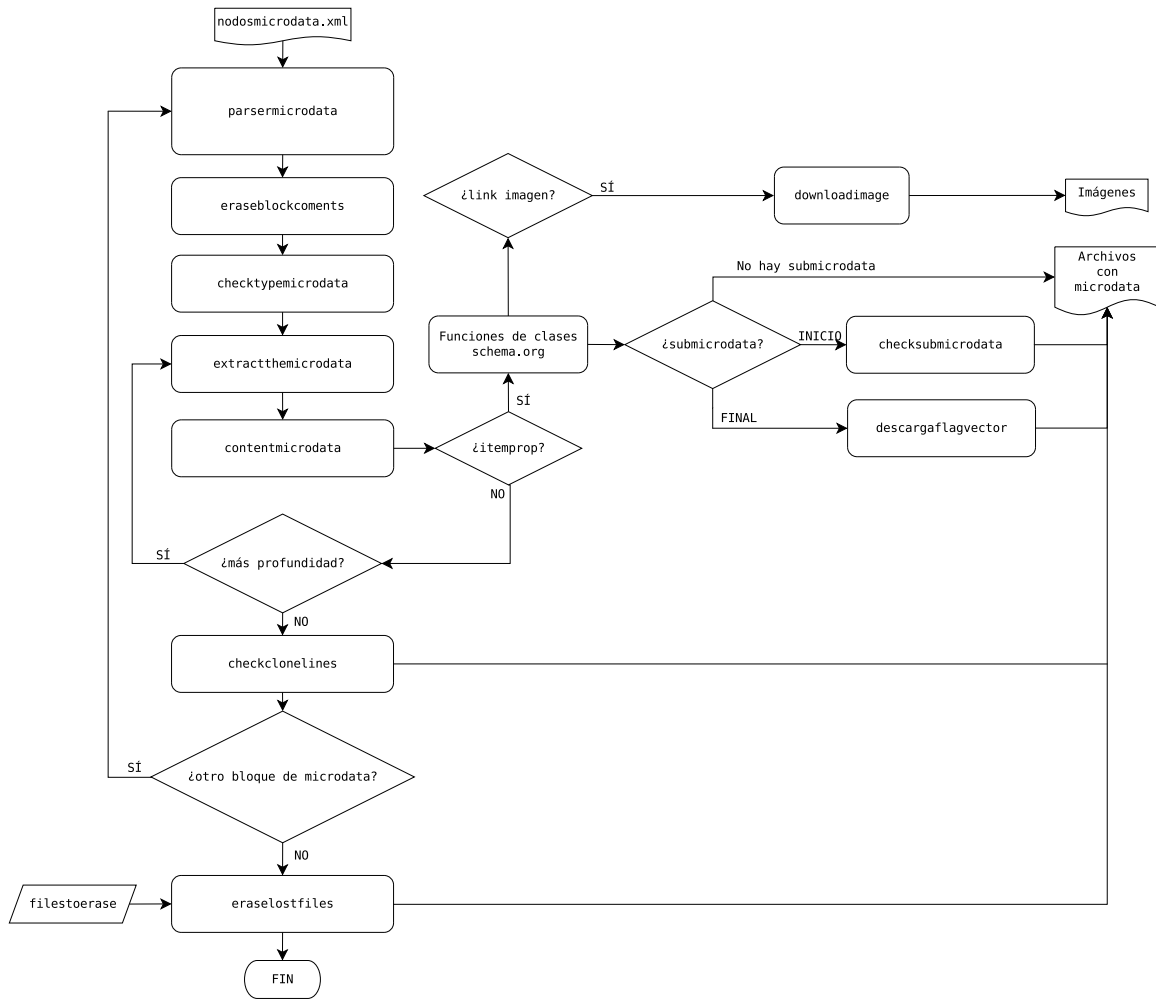 nodosmicrodata.xml
parsermicrodata
eraseblockcoments
checktypemicrodata
extractthemicrodata
contentmicrodata
¿itemprop?
SÍ
NO
Funciones de clases
schema.org
¿link imagen?
SÍ
downloadimage
Imágenes
¿submicrodata?
No hay submicrodata
Archivos
con
microdata
INICIO
checksubmicrodata
FINAL
descargaflagvector
¿más profundidad?
SÍ
NO
checkclonelines
¿otro bloque de microdata?
SÍ
NO
filestoerase
eraselostfiles
FIN